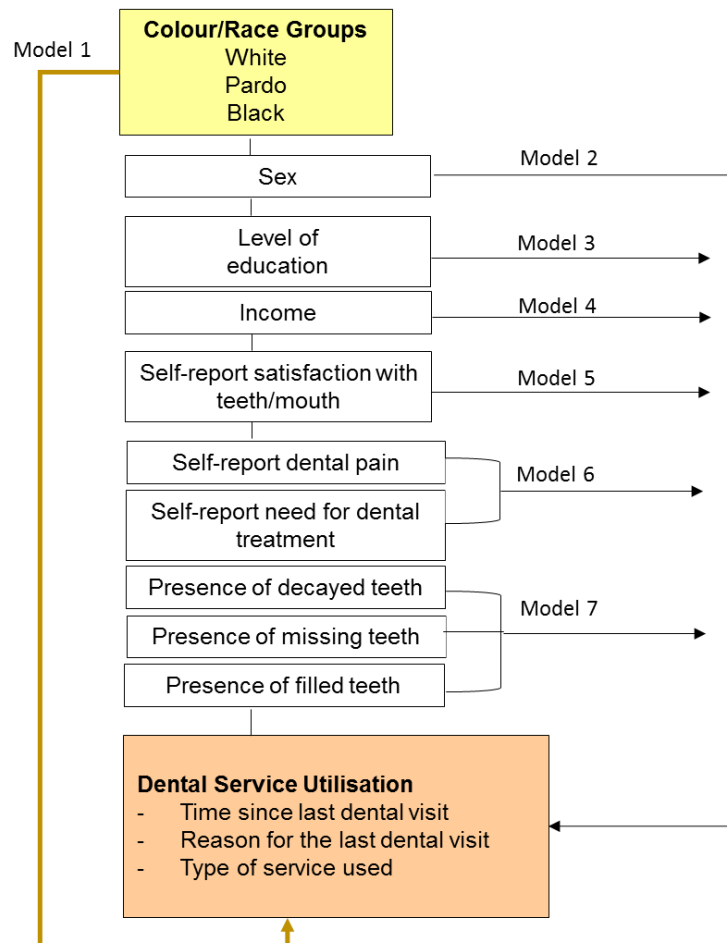 Model 1
Colour/Race Groups
White
Pardo
Black
Sex
Model 2
Level of
education
Model 3
Income
Model 4
Self-report satisfaction with
teeth/mouth
Model 5
Self-report dental pain
Self-report need for dental
treatment
Model 6
Presence of decayed teeth
Presence of missing teeth
Presence of filled teeth
Model 7
Dental Service Utilisation
- Time since last dental visit
- Reason for the last dental visit
- Type of service used